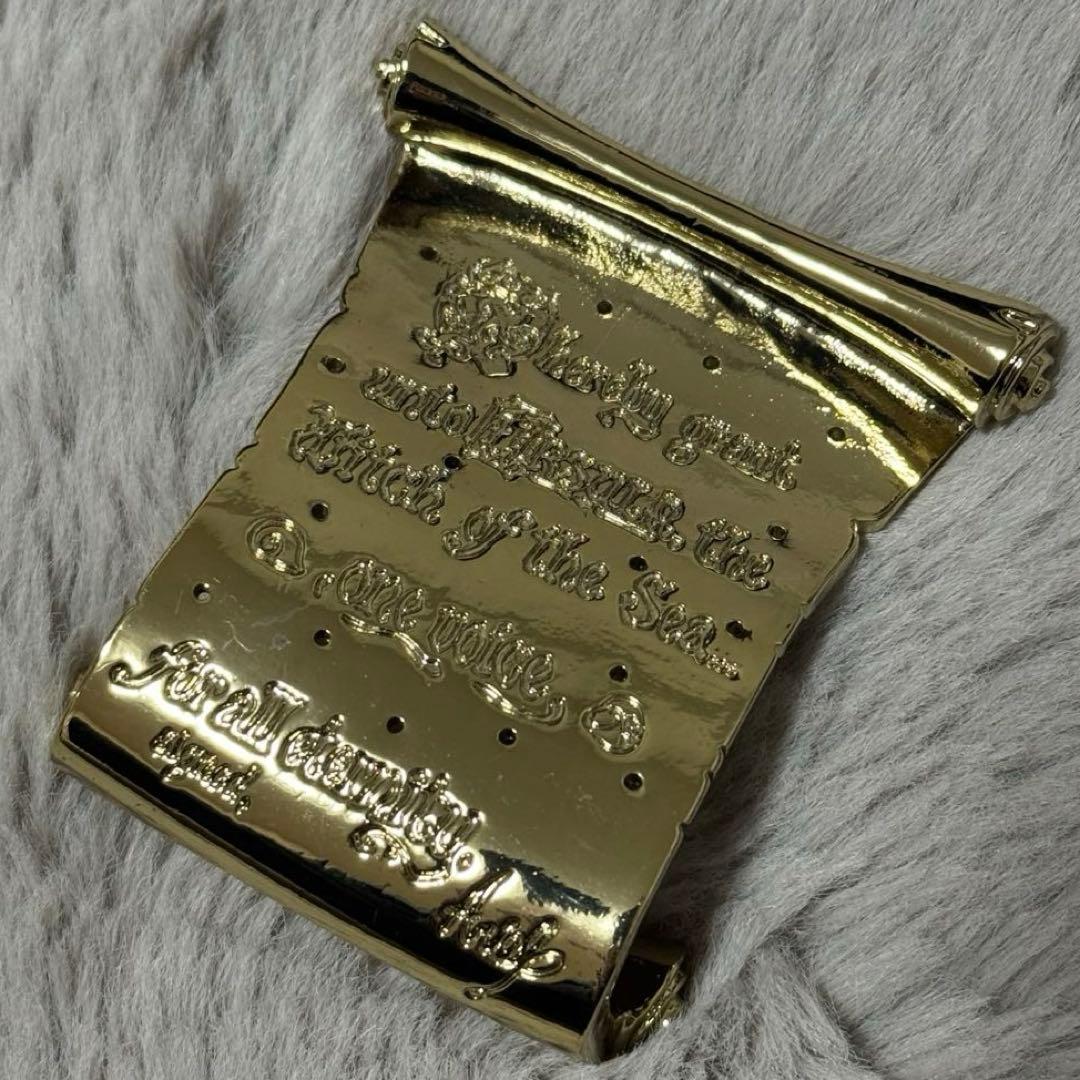 I hereby grant
unto Ursula, the
Witch of the Sea...
One voice,
For all eternity.
signed,
Ariel